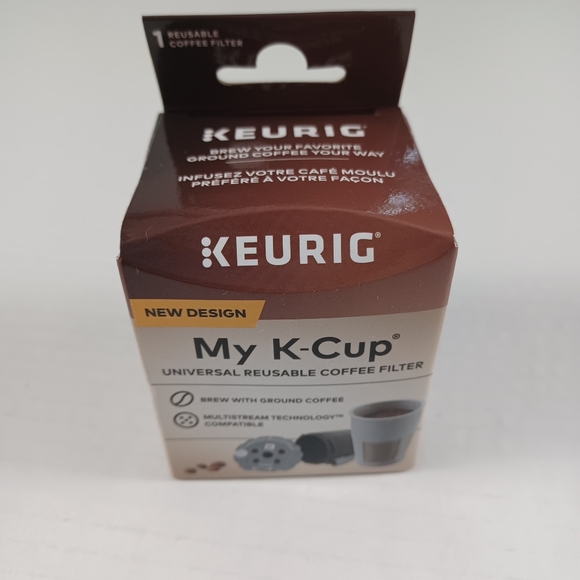 1 REUSABLE
COFFEE FILTER
KEURIG®
BREW YOUR FAVORITE
GROUND COFFEE YOUR WAY
INFUSEZ VOTRE CAFÉ MOULU
PRÉFÉRÉ À VOTRE FAÇON
KEURIG®
NEW DESIGN
My K-Cup®
UNIVERSAL REUSABLE COFFEE FILTER
BREW WITH GROUND COFFEE
MULTISTREAM TECHNOLOGY™
COMPATIBLE